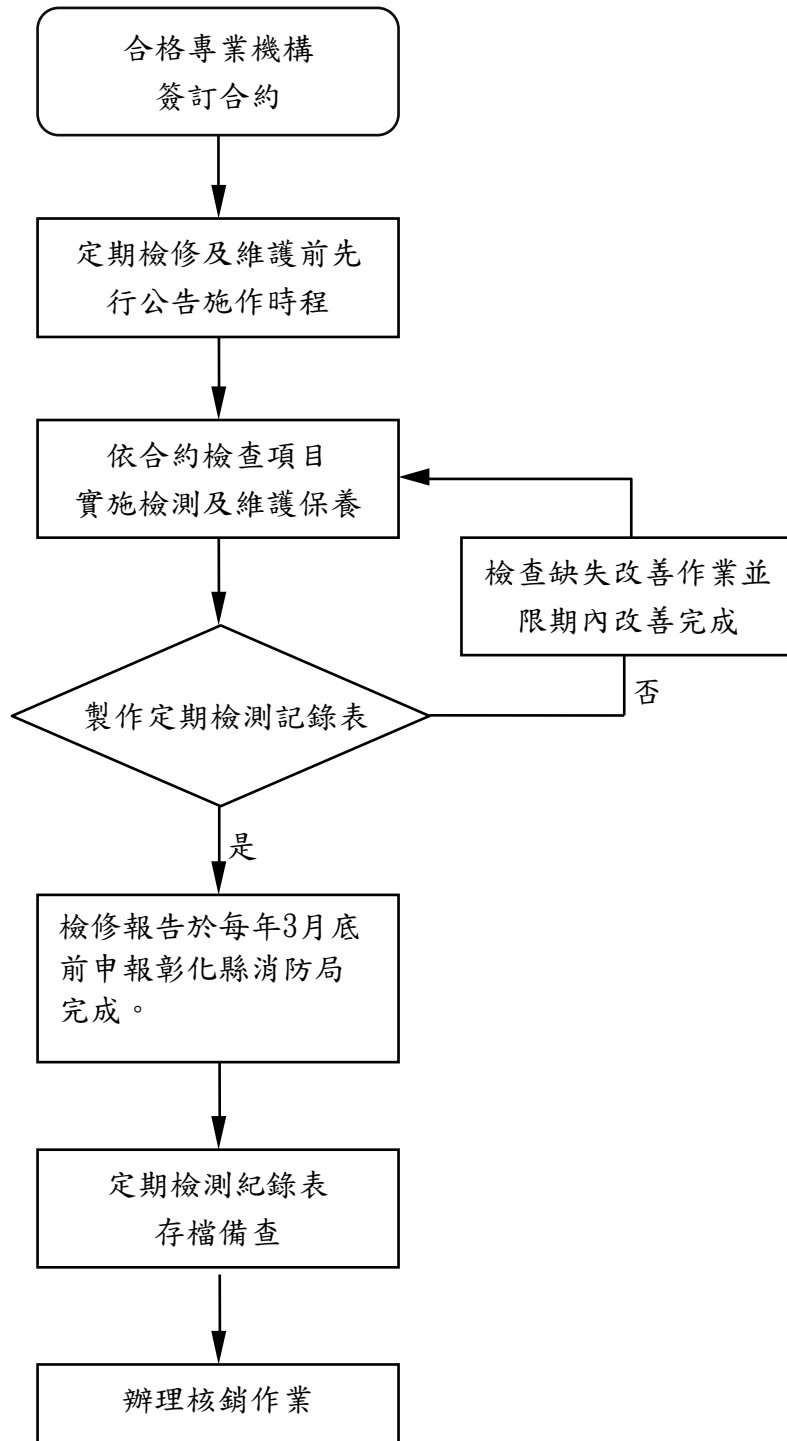 合格專業機構
簽訂合約
定期檢修及維護前先
行公告施作時程
依合約檢查項目
實施檢測及維護保養
檢查缺失改善作業並
限期內改善完成
否
製作定期檢測記錄表
是
檢修報告於每年3月底
前申報彰化縣消防局
完成。
定期檢測紀錄表
存檔備查
辦理核銷作業